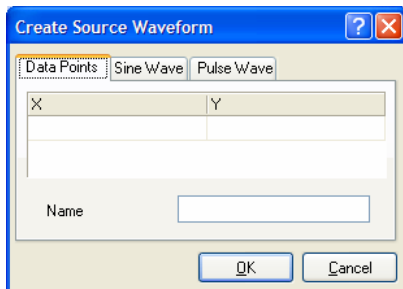 Create Source Waveform
Data Points Sine Wave Pulse Wave
X Y
Name
OK Cancel